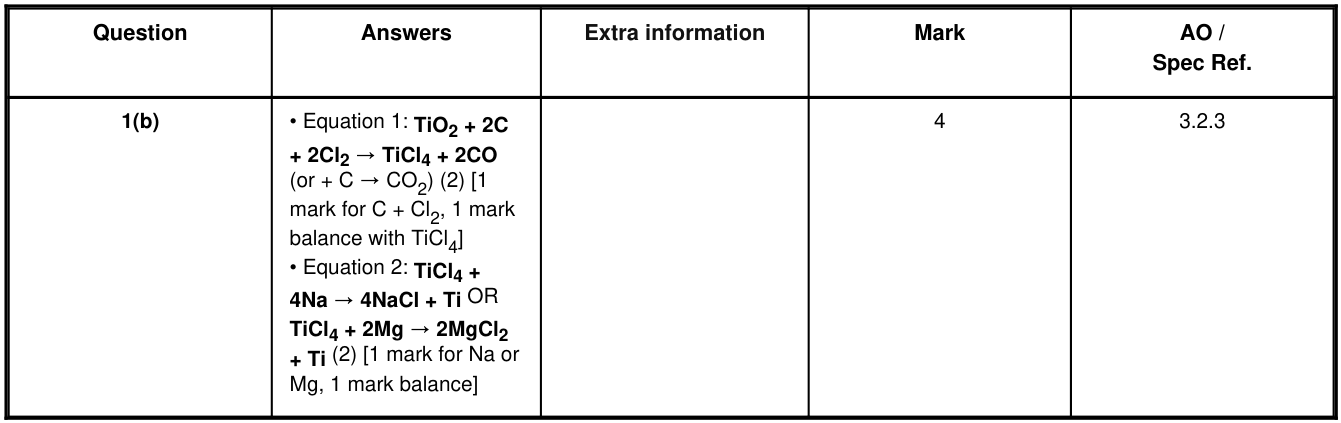 Question Answers Extra information Mark AO /
Spec Ref.
1(b) • Equation 1: TiO₂ + 2C 4 3.2.3
+ 2Cl₂ → TiCl₄ + 2CO
(or + C → CO₂) (2) [1
mark for C + Cl₂, 1 mark
balance with TiCl₄]
• Equation 2: TiCl₄ +
4Na → 4NaCl + Ti OR
TiCl₄ + 2Mg → 2MgCl₂
+ Ti (2) [1 mark for Na or
Mg, 1 mark balance]